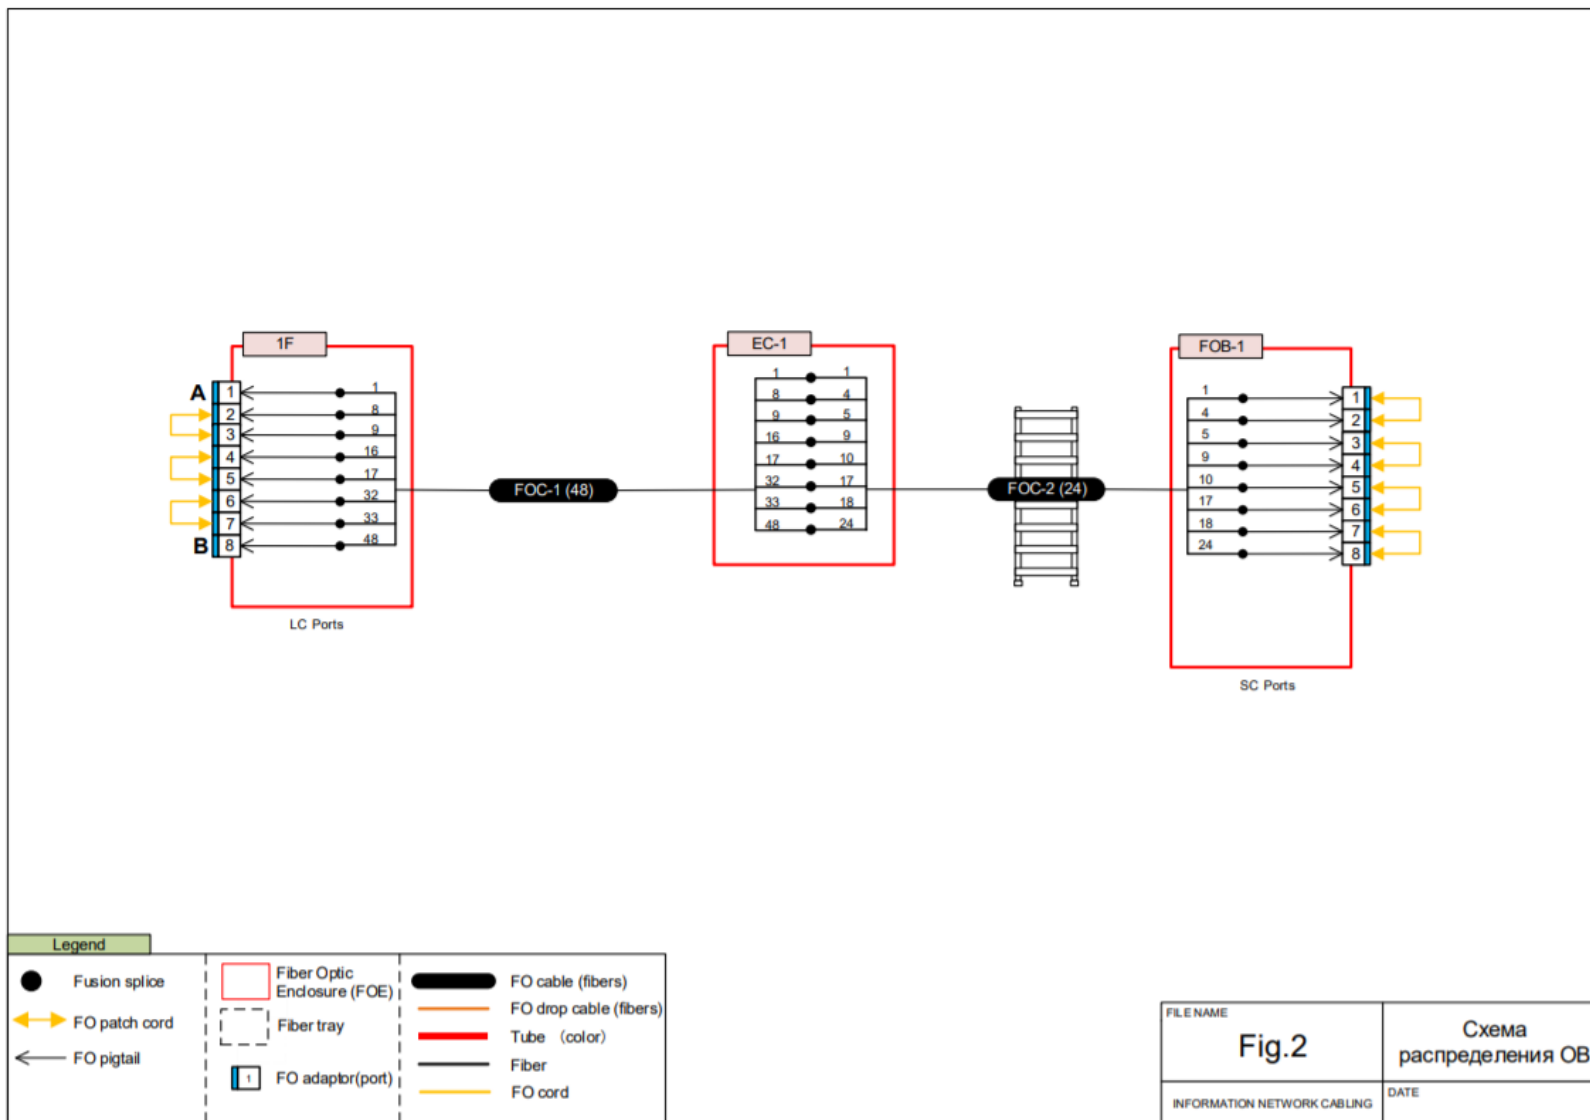 1F
A
1
1
2
8
3
9
4
16
5
17
6
32
7
33
B
8
48
LC Ports
FOC-1 (48)
EC-1
1
1
8
4
9
5
16
9
17
10
32
17
33
18
48
24
FOC-2 (24)
FOB-1
1
1
4
2
5
3
9
4
10
5
17
6
18
7
24
8
SC Ports
Legend
Fusion splice
FO patch cord
FO pigtail
Fiber Optic
Enclosure (FOE)
Fiber tray
1
FO adaptor(port)
FO cable (fibers)
FO drop cable (fibers)
Tube (color)
Fiber
FO cord
FILE NAME
Fig.2
INFORMATION NETWORK CABLING
Схема
распределения ОВ
DATE